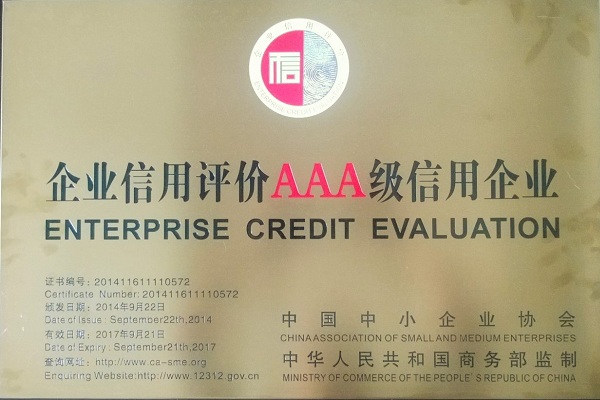 企业信用评价
信
企业信用评价AAA级信用企业
ENTERPRISE CREDIT EVALUATION
证书编号：201411611110572
Certificate Number: 201411611110572
颁发日期：2014年9月22日
Date of Issue: September22th,2014
有效日期：2017年9月21日
Date of Expiry: September21th,2017
查询网址：http://www.ca-sme.org
Enquiring Website:http://www.12312.gov.cn
中国中小企业协会
CHINA ASSOCIATION OF SMALL AND MEDIUM ENTERPRISES
中华人民共和国商务部监制
MINISTRY OF COMMERCE OF THE PEOPLE`S REPUBLIC OF CHINA